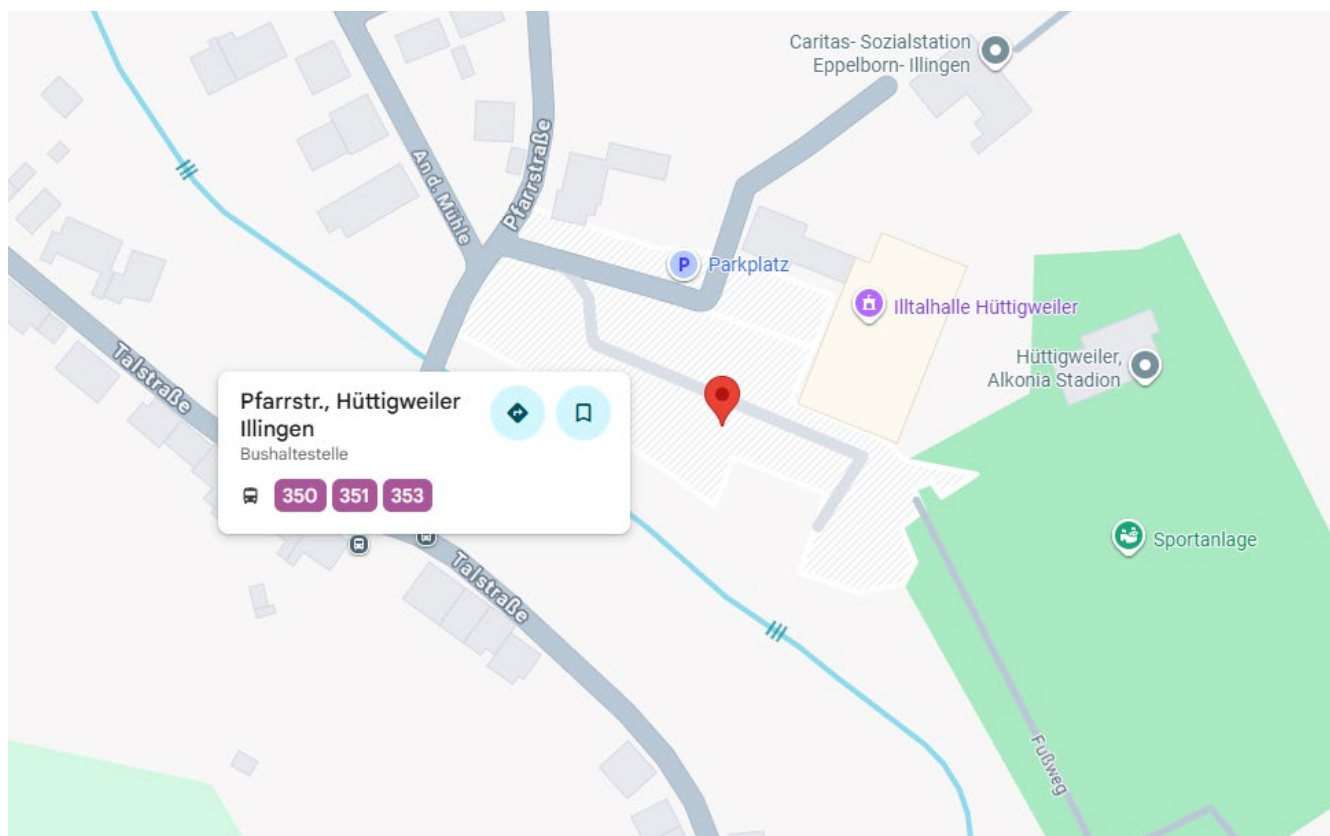 Caritas- Sozialstation
Eppelborn- Illingen
And. Mühle
Pfarrstraße
P
Parkplatz
Illtalhalle Hüttigweiler
Hüttigweiler,
Alkonia Stadion
Talstraße
Pfarrstr., Hüttigweiler
Illingen
Bushaltestelle
350 351 353
Sportanlage
Talstraße
Fußweg